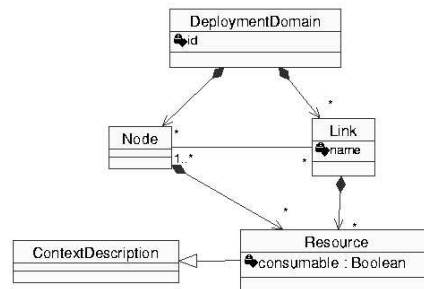 DeploymentDomain
id
*
Node
*
1..*
*
Link
name
*
*
ContextDescription
Resource
consumable : Boolean